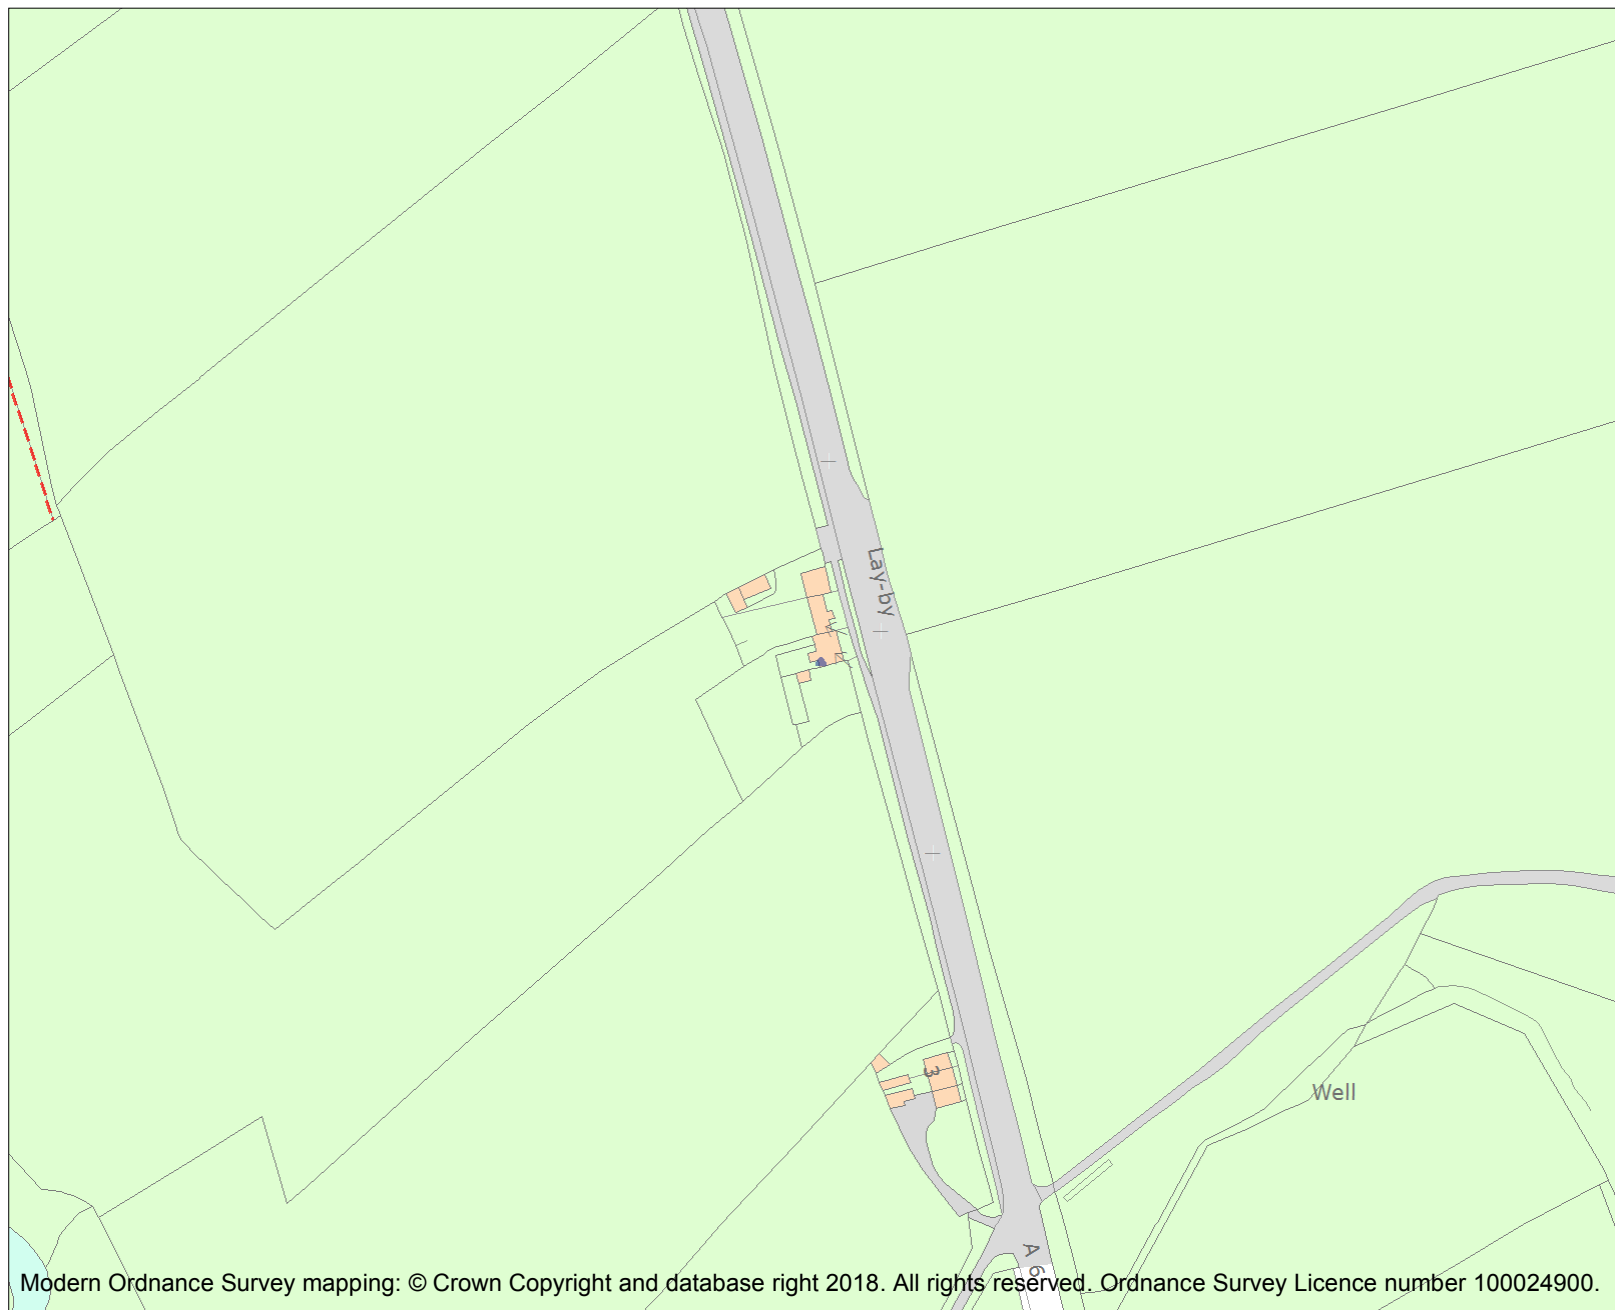 Lay-by
3
Well
A 6
Modern Ordnance Survey mapping: © Crown Copyright and database right 2018. All rights reserved. Ordnance Survey Licence number 100024900.